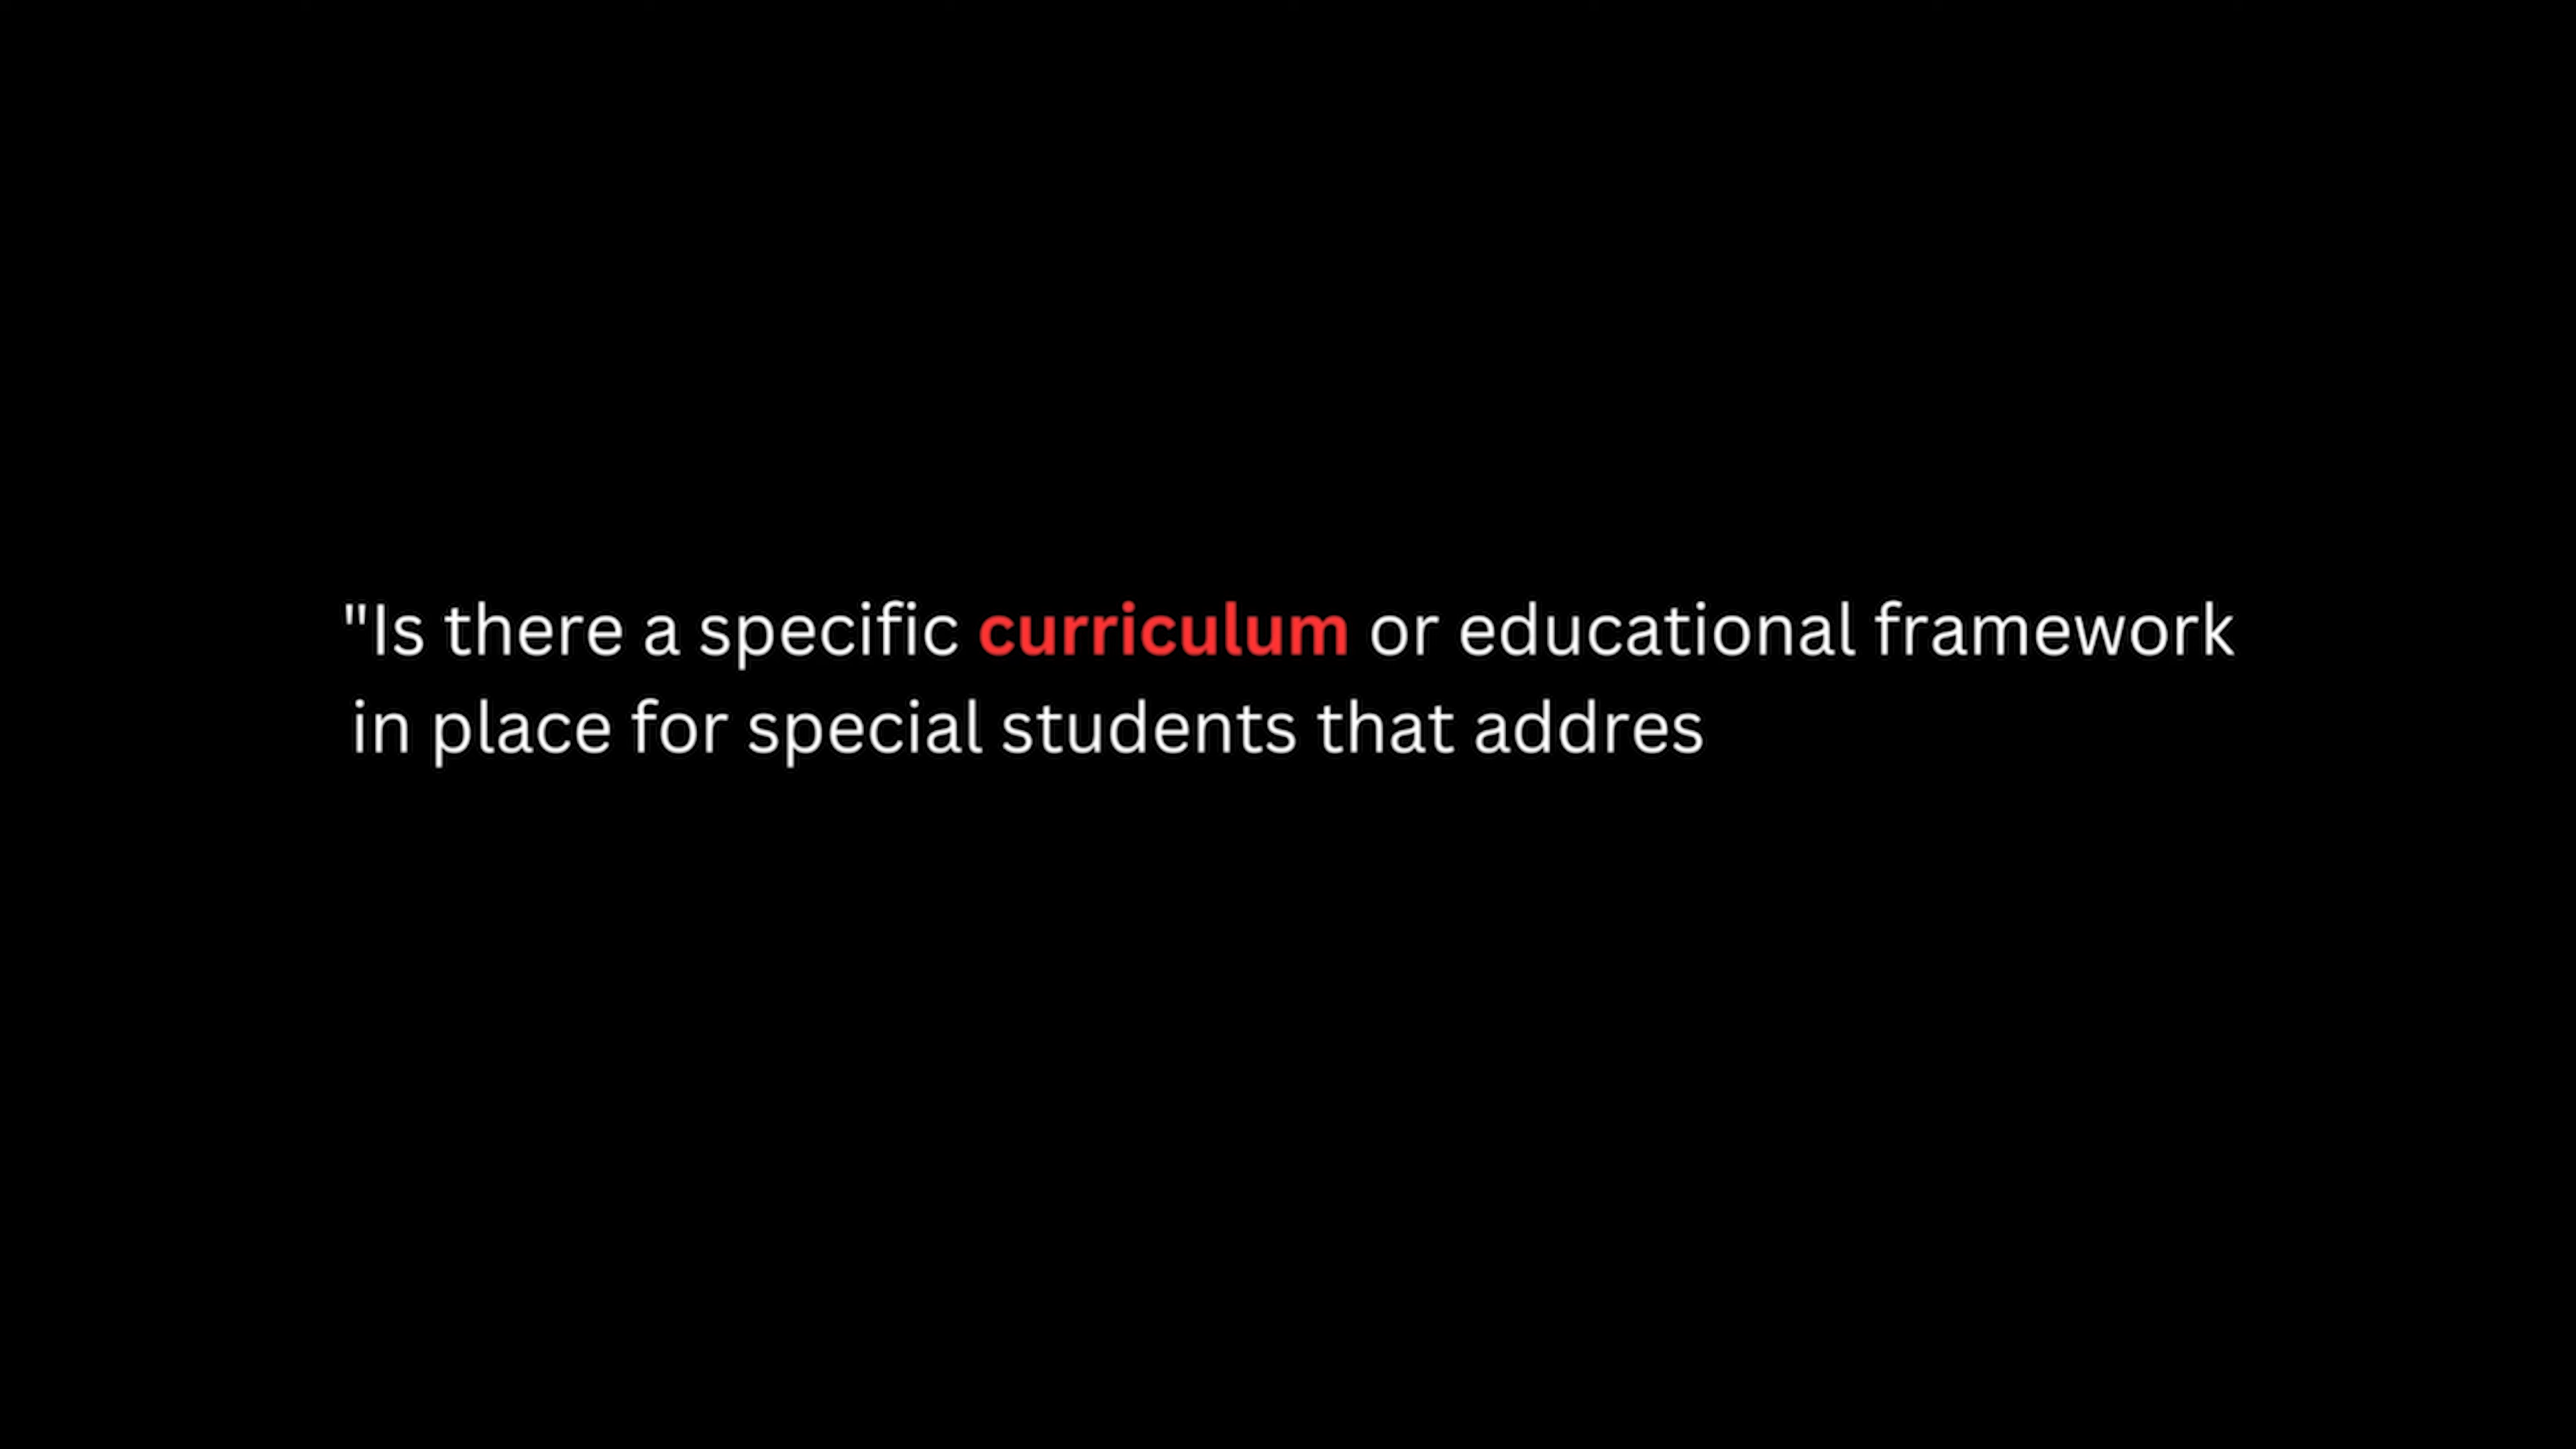 "Is there a specific curriculum or educational framework
in place for special students that addres